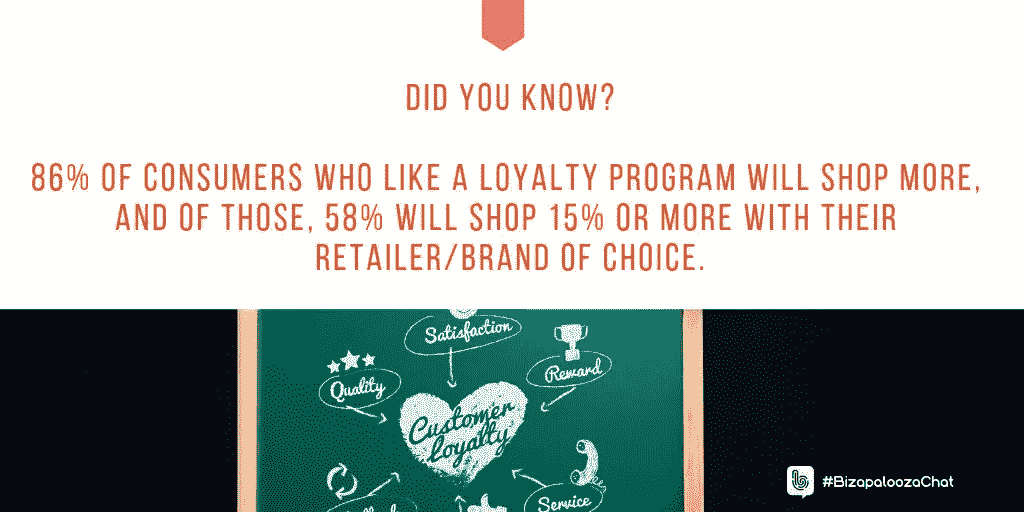 DID YOU KNOW?
86% OF CONSUMERS WHO LIKE A LOYALTY PROGRAM WILL SHOP MORE,
AND OF THOSE, 58% WILL SHOP 15% OR MORE WITH THEIR
RETAILER/BRAND OF CHOICE.
Satisfaction
Reward
Quality
Customer
Loyalty
Service
#BizapaloozaChat